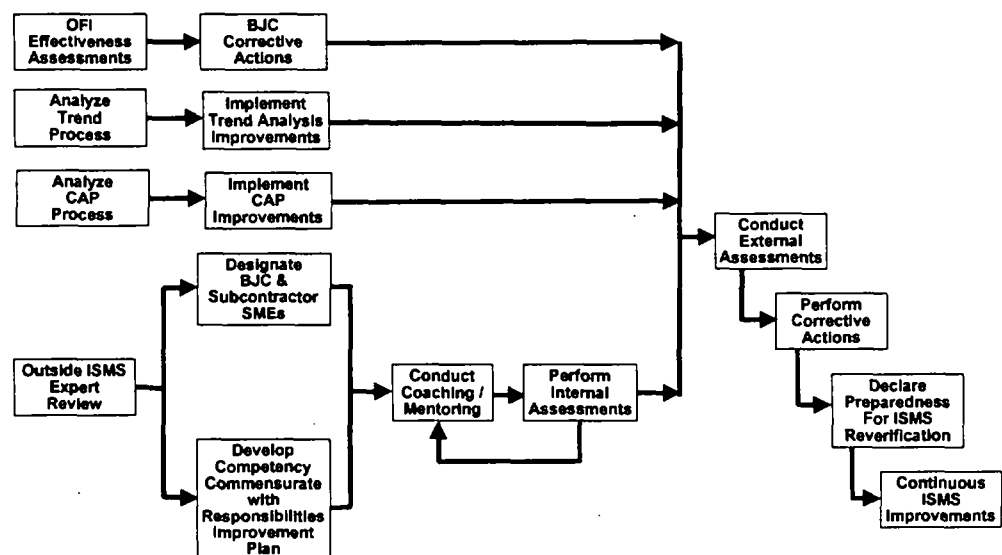 OFI
Effectiveness
Assessments
BJC
Corrective
Actions
Analyze
Trend
Process
Implement
Trend Analysis
Improvements
Analyze
CAP
Process
Implement
CAP
Improvements
Conduct
External
Assessments
Designate
BJC &
Subcontractor
SMEs
Perform
Corrective
Actions
Outside ISMS
Expert
Review
Conduct
Coaching /
Mentoring
Perform
Internal
Assessments
Declare
Preparedness
For ISMS
Reverification
Develop
Competency
Commensurate
with
Responsibilities
Improvement
Plan
Continuous
ISMS
Improvements